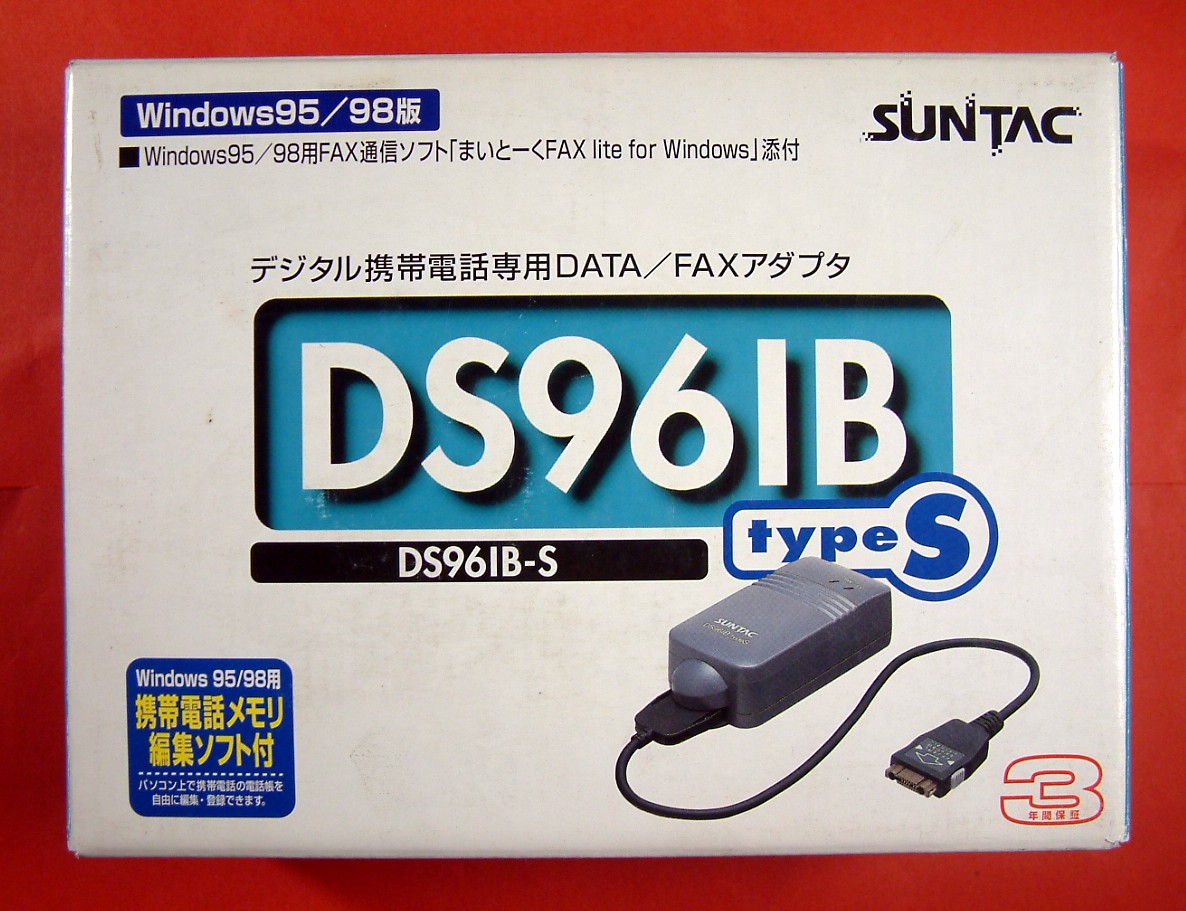 Windows95／98版
SUNTAC
■Windows95／98用FAX通信ソフト「まいとーくFAX lite for Windows」添付
デジタル携帯電話専用DATA／FAXアダプタ
DS96IB
typeS
DS96IB-S
SUNTAC
DS96IB typeS
Windows 95/98用
携帯電話メモリ
編集ソフト付
パソコン上で携帯電話の電話帳を
自由に編集・登録できます。
3
年間保証